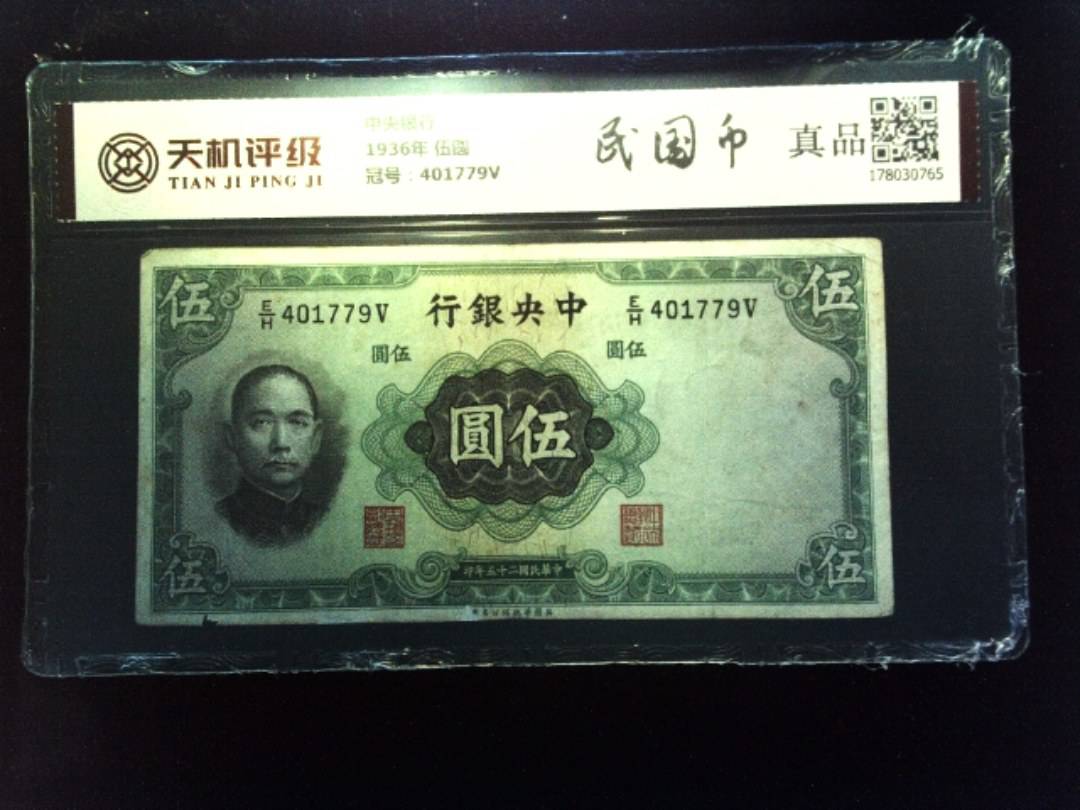 天机评级
TIAN JI PING JI
中央银行
1936年 伍圆
冠号：401779V
民国币
真品
178030765
伍
伍
E/H 401779V
行銀央中
E/H 401779V
圓伍
圓伍
圓伍
伍
印年五十二國民華中
伍